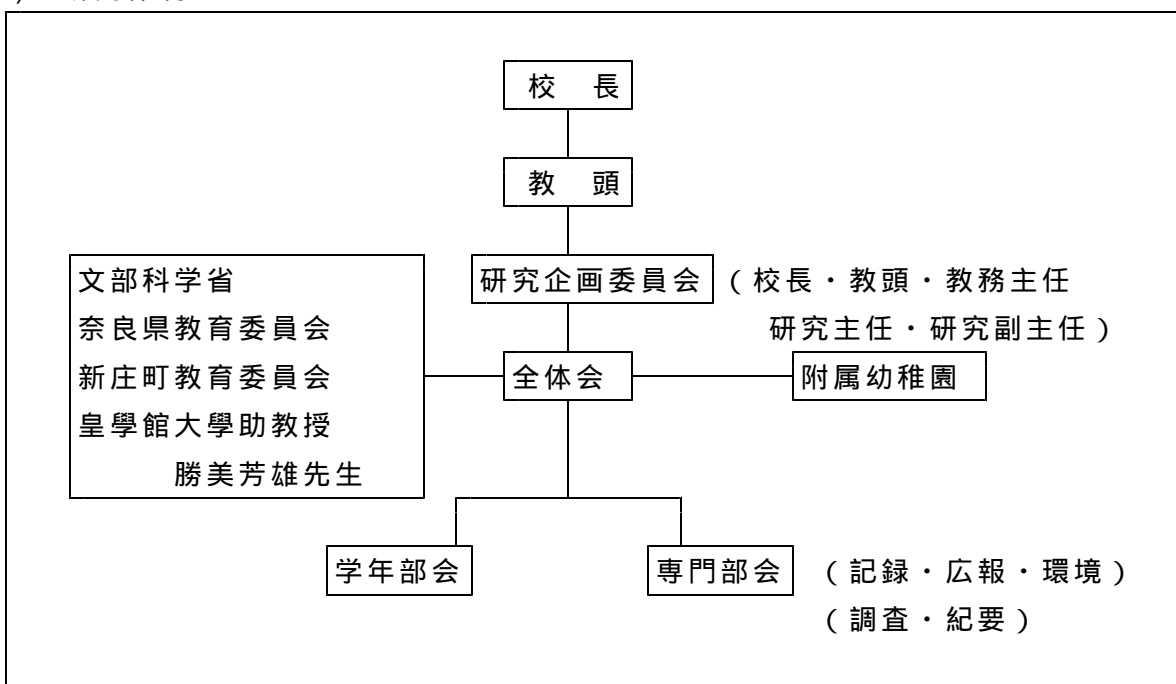 校　長
教　頭
研究企画委員会 （校長・教頭・教務主任
研究主任・研究副主任）
文部科学省
奈良県教育委員会
新庄町教育委員会
皇學館大學助教授
勝美芳雄先生
全体会
附属幼稚園
学年部会
専門部会 （記録・広報・環境）
（調査・紀要）